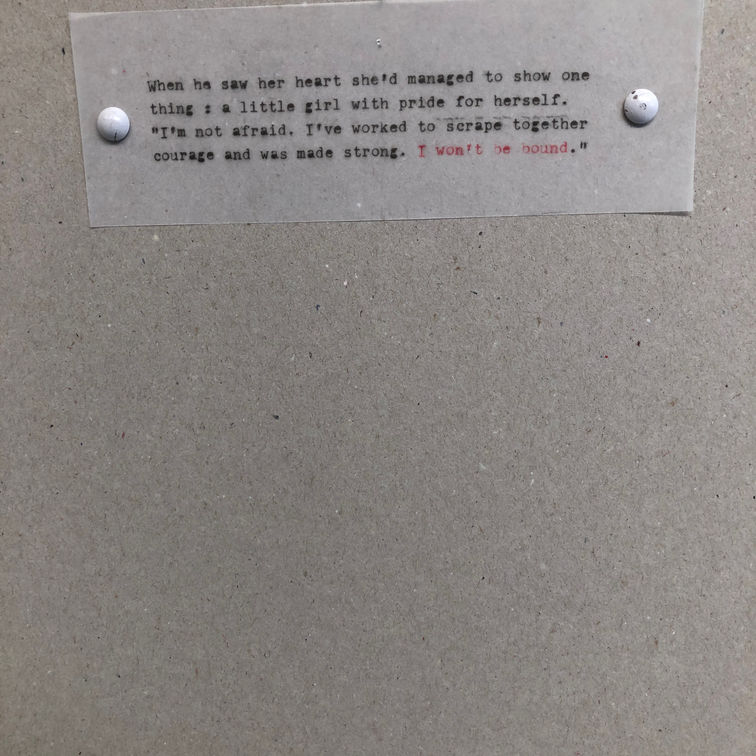 When he saw her heart she'd managed to show one
thing : a little girl with pride for herself.
"I'm not afraid. I've worked to scrape together
courage and was made strong. I won't be bound."